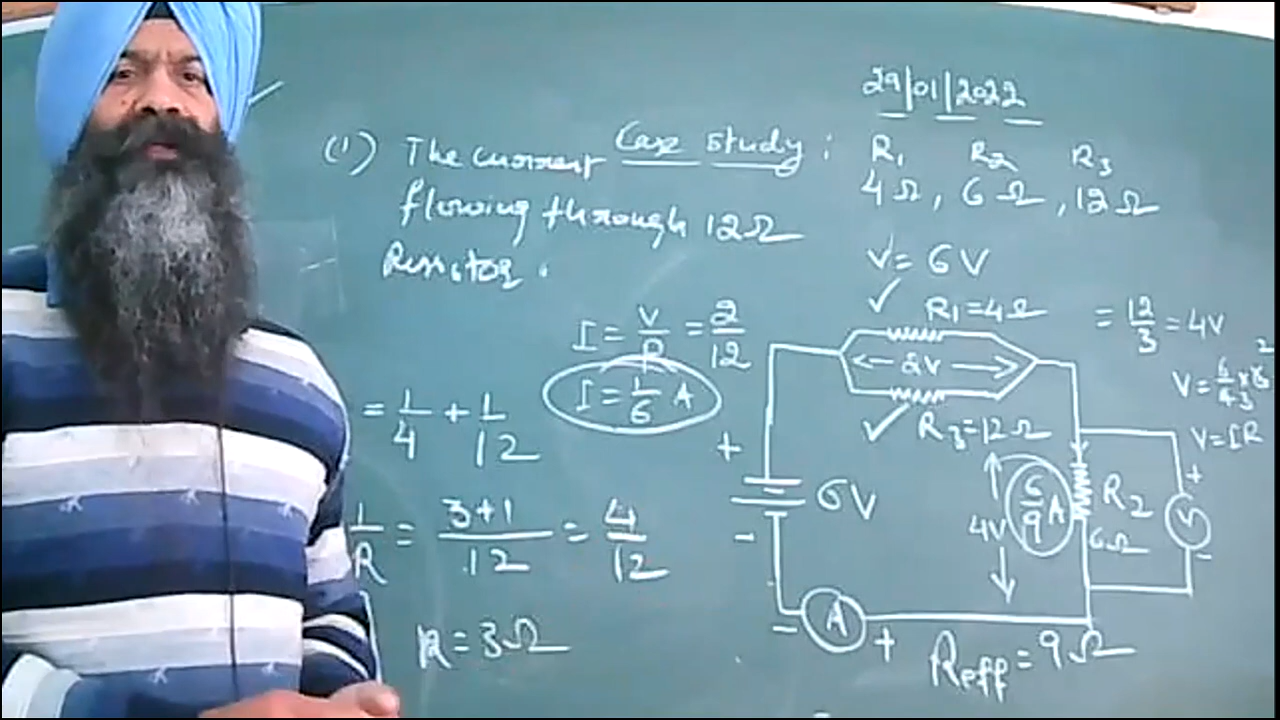 29|01|2022
Case study :
R1 R2 R3
4Ω, 6Ω, 12Ω
(1) The current
flowing through 12Ω
Resistor.
V = 6V
I = V/R = 2/12
I = 1/6 A
= 1/4 + 1/12
1/R = 3+1/12 = 4/12
R = 3Ω
R1=4Ω
2V
R3=12Ω
+
6V
-
- A +
4V
6/9 A
R2
6Ω
+
V
-
= 12/3 = 4V
V=IR
Reff = 9Ω